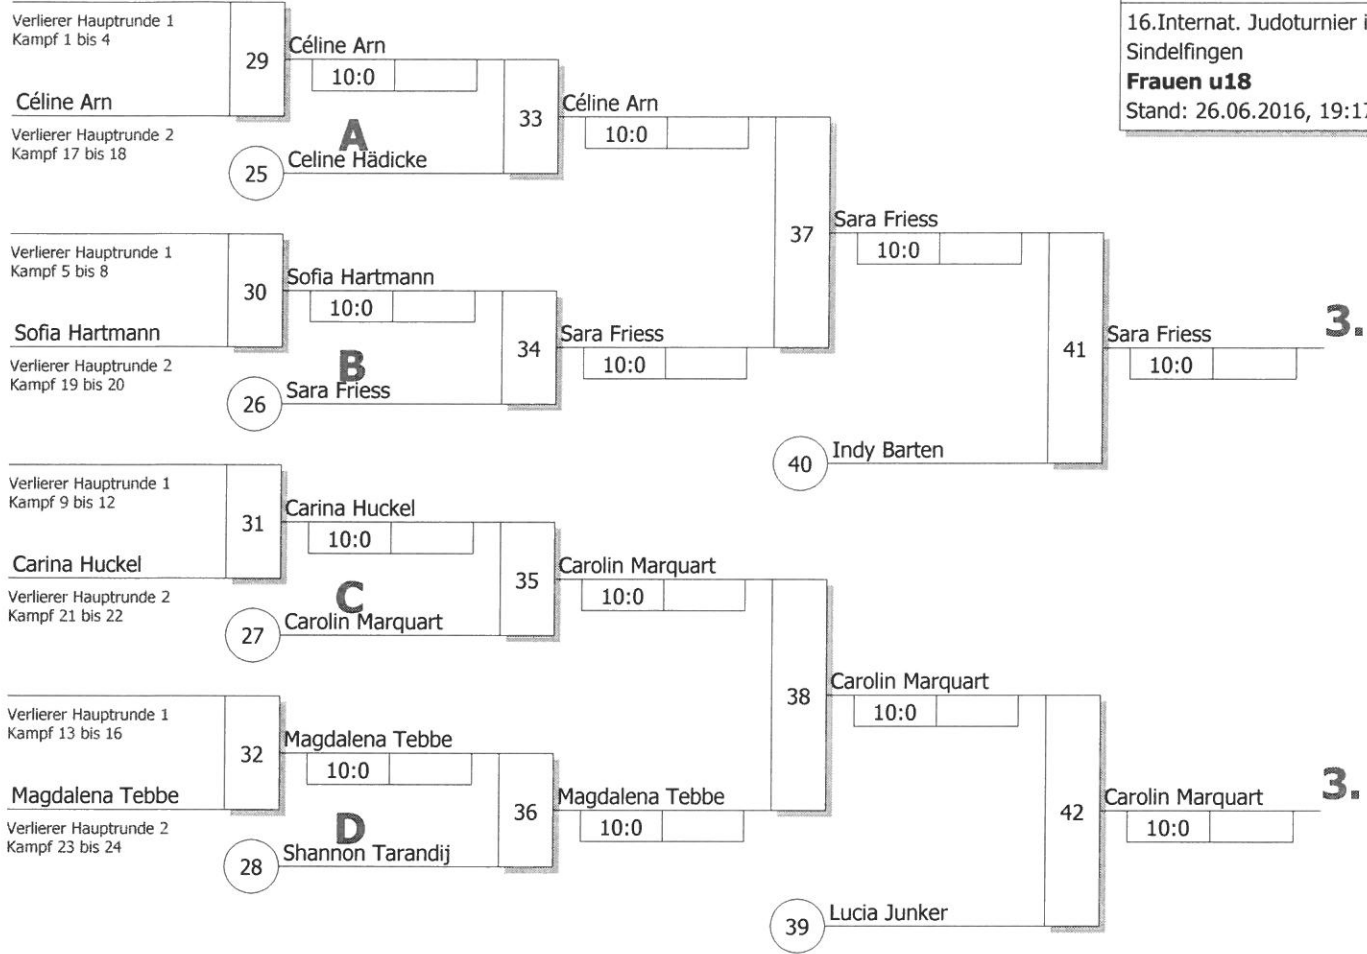 16.Internat. Judoturnier i
Sindelfingen
Frauen u18
Stand: 26.06.2016, 19:17
Verlierer Hauptrunde 1
Kampf 1 bis 4
29
Céline Arn
10:0
Céline Arn
Verlierer Hauptrunde 2
Kampf 17 bis 18
A
25
Celine Hädicke
33
Céline Arn
10:0
Verlierer Hauptrunde 1
Kampf 5 bis 8
30
Sofia Hartmann
10:0
Sofia Hartmann
Verlierer Hauptrunde 2
Kampf 19 bis 20
B
26
Sara Friess
34
Sara Friess
10:0
37
Sara Friess
10:0
40
Indy Barten
41
Sara Friess
10:0
3.
Verlierer Hauptrunde 1
Kampf 9 bis 12
31
Carina Huckel
10:0
Carina Huckel
Verlierer Hauptrunde 2
Kampf 21 bis 22
C
27
Carolin Marquart
35
Carolin Marquart
10:0
Verlierer Hauptrunde 1
Kampf 13 bis 16
32
Magdalena Tebbe
10:0
Magdalena Tebbe
Verlierer Hauptrunde 2
Kampf 23 bis 24
D
28
Shannon Tarandij
36
Magdalena Tebbe
10:0
38
Carolin Marquart
10:0
39
Lucia Junker
42
Carolin Marquart
10:0
3.